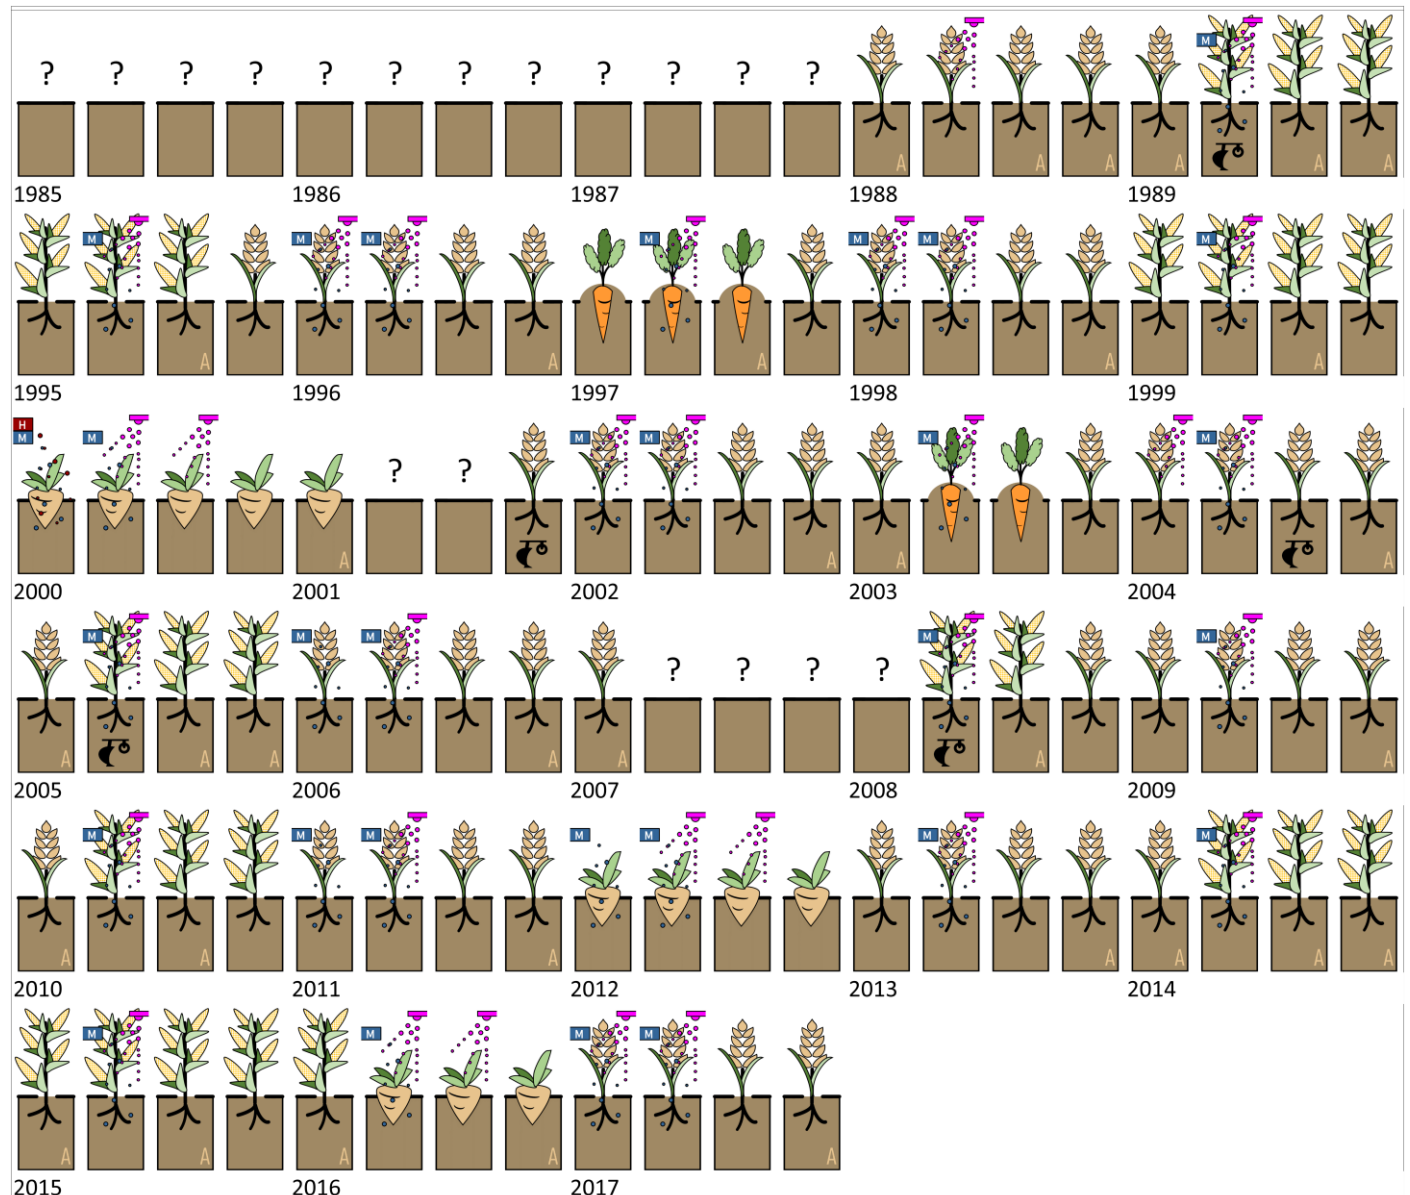 ? ? ? ? ? ? ? ? ? ? ? ?
M
A A A A A A
1985 1986 1987 1988 1989
M M M M M M M
A A A A A
1995 1996 1997 1998 1999
H
M M M M M
? ?
A A A A
2000 2001 2002 2003 2004
M M M M M
? ? ? ?
A A A A A A A A A
2005 2006 2007 2008 2009
M M M M M M M
A A A A A A A A
2010 2011 2012 2013 2014
M M M M
A A A A A
2015 2016 2017